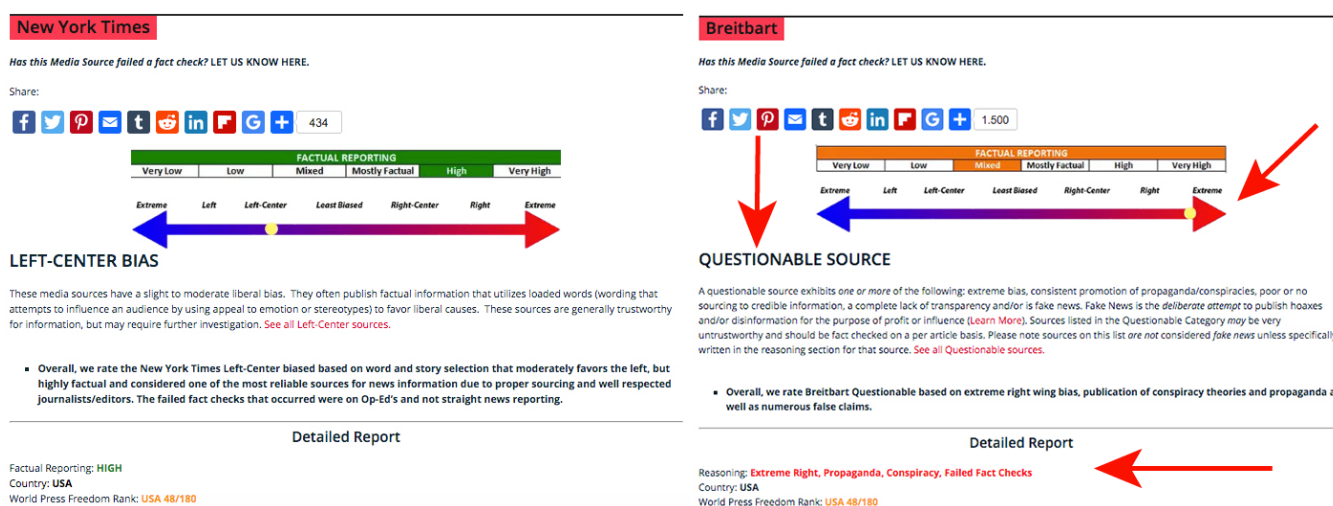 New York Times
Has this Media Source failed a fact check? LET US KNOW HERE.
Share:
434
FACTUAL REPORTING
Very Low Low Mixed Mostly Factual High Very High
Extreme Left Left-Center Least Biased Right-Center Right Extreme
LEFT-CENTER BIAS
These media sources have a slight to moderate liberal bias. They often publish factual information that utilizes loaded words (wording that
attempts to influence an audience by using appeal to emotion or stereotypes) to favor liberal causes. These sources are generally trustworthy
for information, but may require further investigation. See all Left-Center sources.
Overall, we rate the New York Times Left-Center biased based on word and story selection that moderately favors the left, but
highly factual and considered one of the most reliable sources for news information due to proper sourcing and well respected
journalists/editors. The failed fact checks that occurred were on Op-Ed's and not straight news reporting.
Detailed Report
Factual Reporting: HIGH
Country: USA
World Press Freedom Rank: USA 48/180
Breitbart
Has this Media Source failed a fact check? LET US KNOW HERE.
Share:
1.500
FACTUAL REPORTING
Very Low Low Mixed Mostly Factual High Very High
Extreme Left Left-Center Least Biased Right-Center Right Extreme
QUESTIONABLE SOURCE
A questionable source exhibits one or more of the following: extreme bias, consistent promotion of propaganda/conspiracies, poor or no
sourcing to credible information, a complete lack of transparency and/or is fake news. Fake News is the deliberate attempt to publish hoaxes
and/or disinformation for the purpose of profit or influence (Learn More). Sources listed in the Questionable Category may be very
untrustworthy and should be fact checked on a per article basis. Please note sources on this list are not considered fake news unless specifically
written in the reasoning section for that source. See all Questionable sources.
Overall, we rate Breitbart Questionable based on extreme right wing bias, publication of conspiracy theories and propaganda a
well as numerous false claims.
Detailed Report
Reasoning: Extreme Right, Propaganda, Conspiracy, Failed Fact Checks
Country: USA
World Press Freedom Rank: USA 48/180